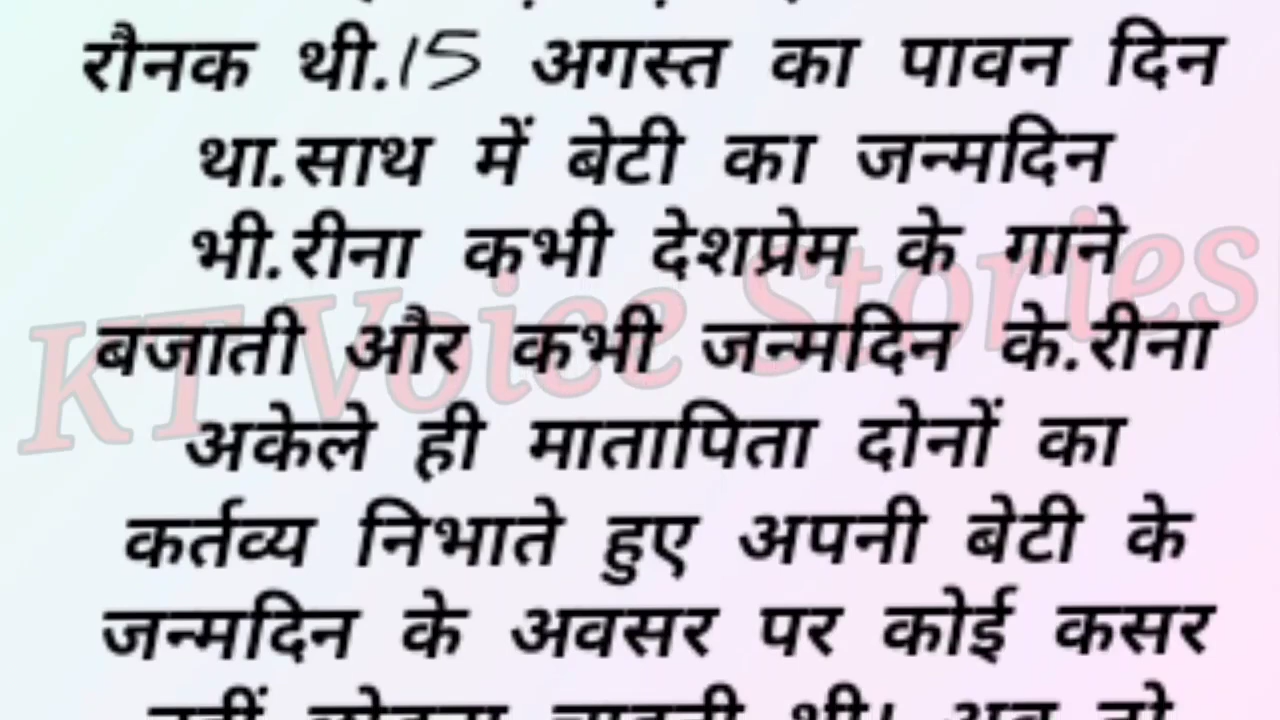 रौनक थी.15 अगस्त का पावन दिन
था.साथ में बेटी का जन्मदिन
भी.रीना कभी देशप्रेम के गाने
बजाती और कभी जन्मदिन के.रीना
अकेले ही मातापिता दोनों का
कर्तव्य निभाते हुए अपनी बेटी के
जन्मदिन के अवसर पर कोई कसर
KT Voice Stories